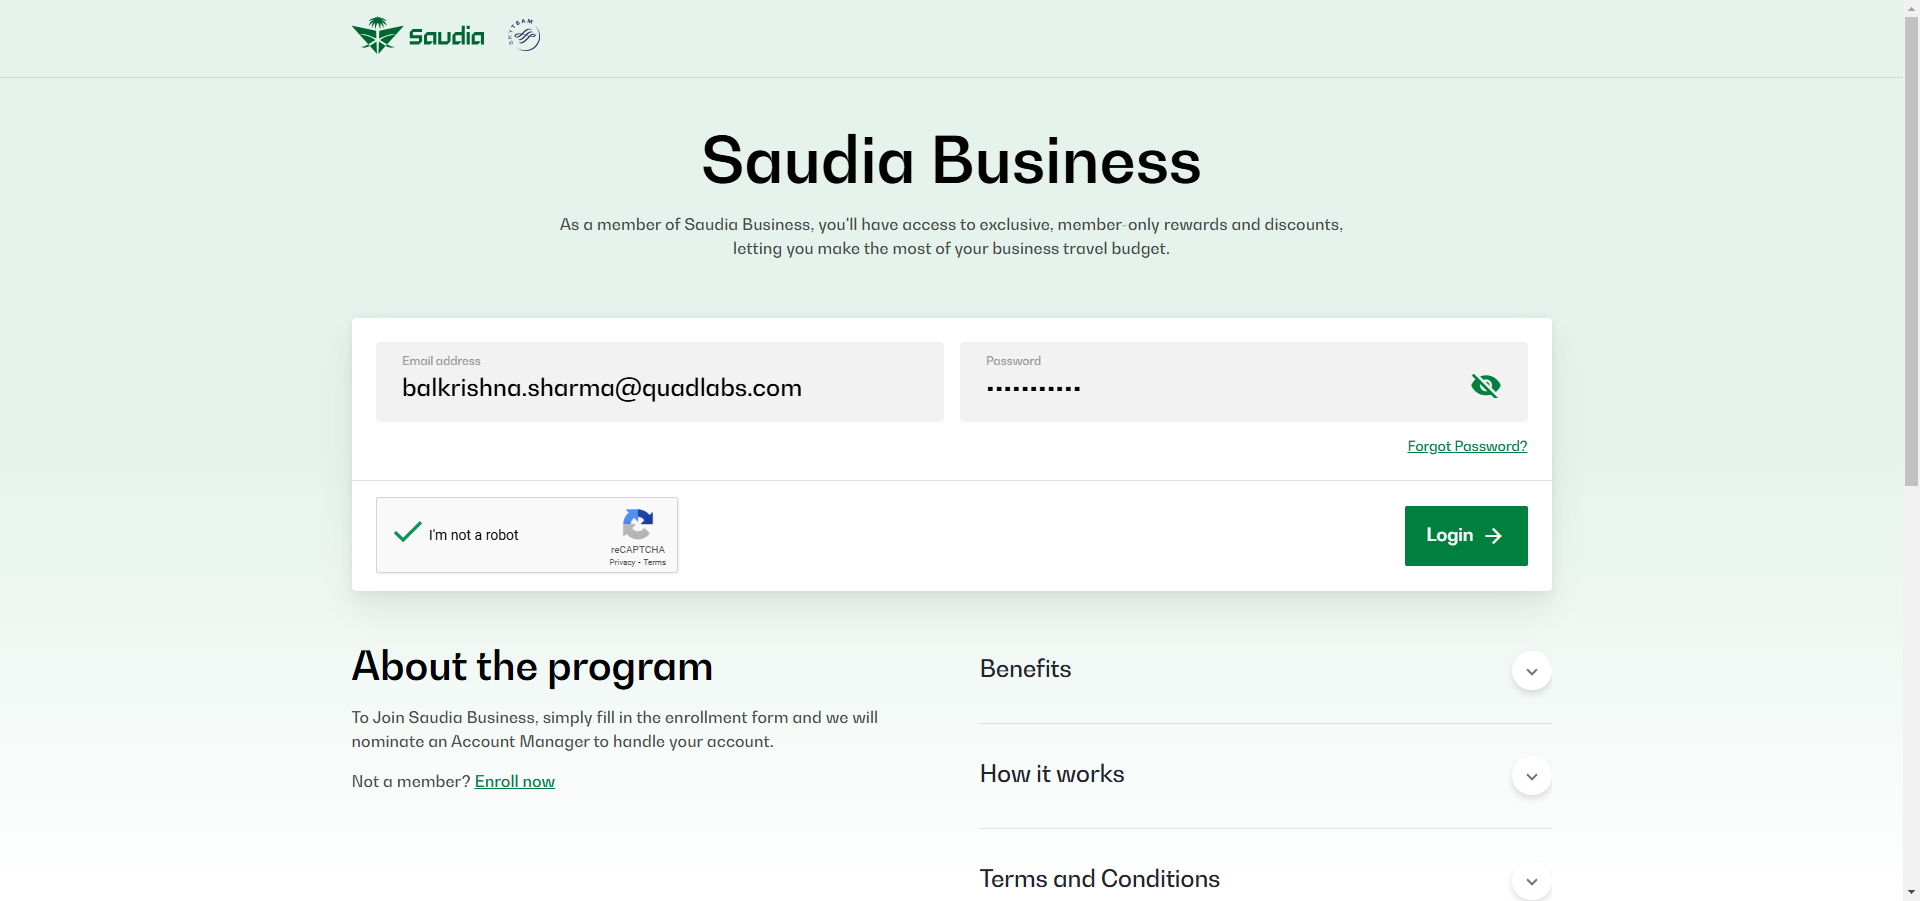 Saudia
SKYTEAM
Saudia Business
As a member of Saudia Business, you'll have access to exclusive, member-only rewards and discounts,
letting you make the most of your business travel budget.
Email address
balkrishna.sharma@quadlabs.com
Password
•••••••••••
Forgot Password?
I'm not a robot
reCAPTCHA
Privacy - Terms
Login
About the program
To Join Saudia Business, simply fill in the enrollment form and we will
nominate an Account Manager to handle your account.
Not a member? Enroll now
Benefits
How it works
Terms and Conditions